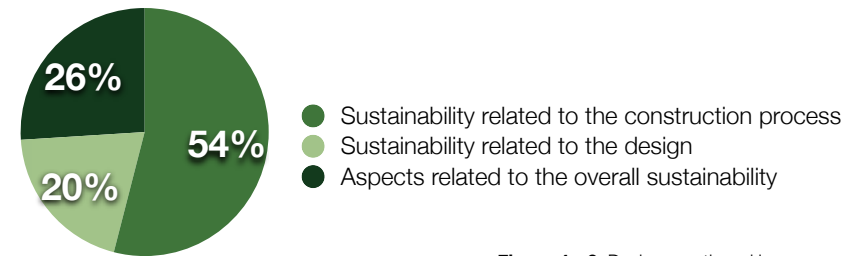 26%
54%
20%
Sustainability related to the construction process
Sustainability related to the design
Aspects related to the overall sustainability